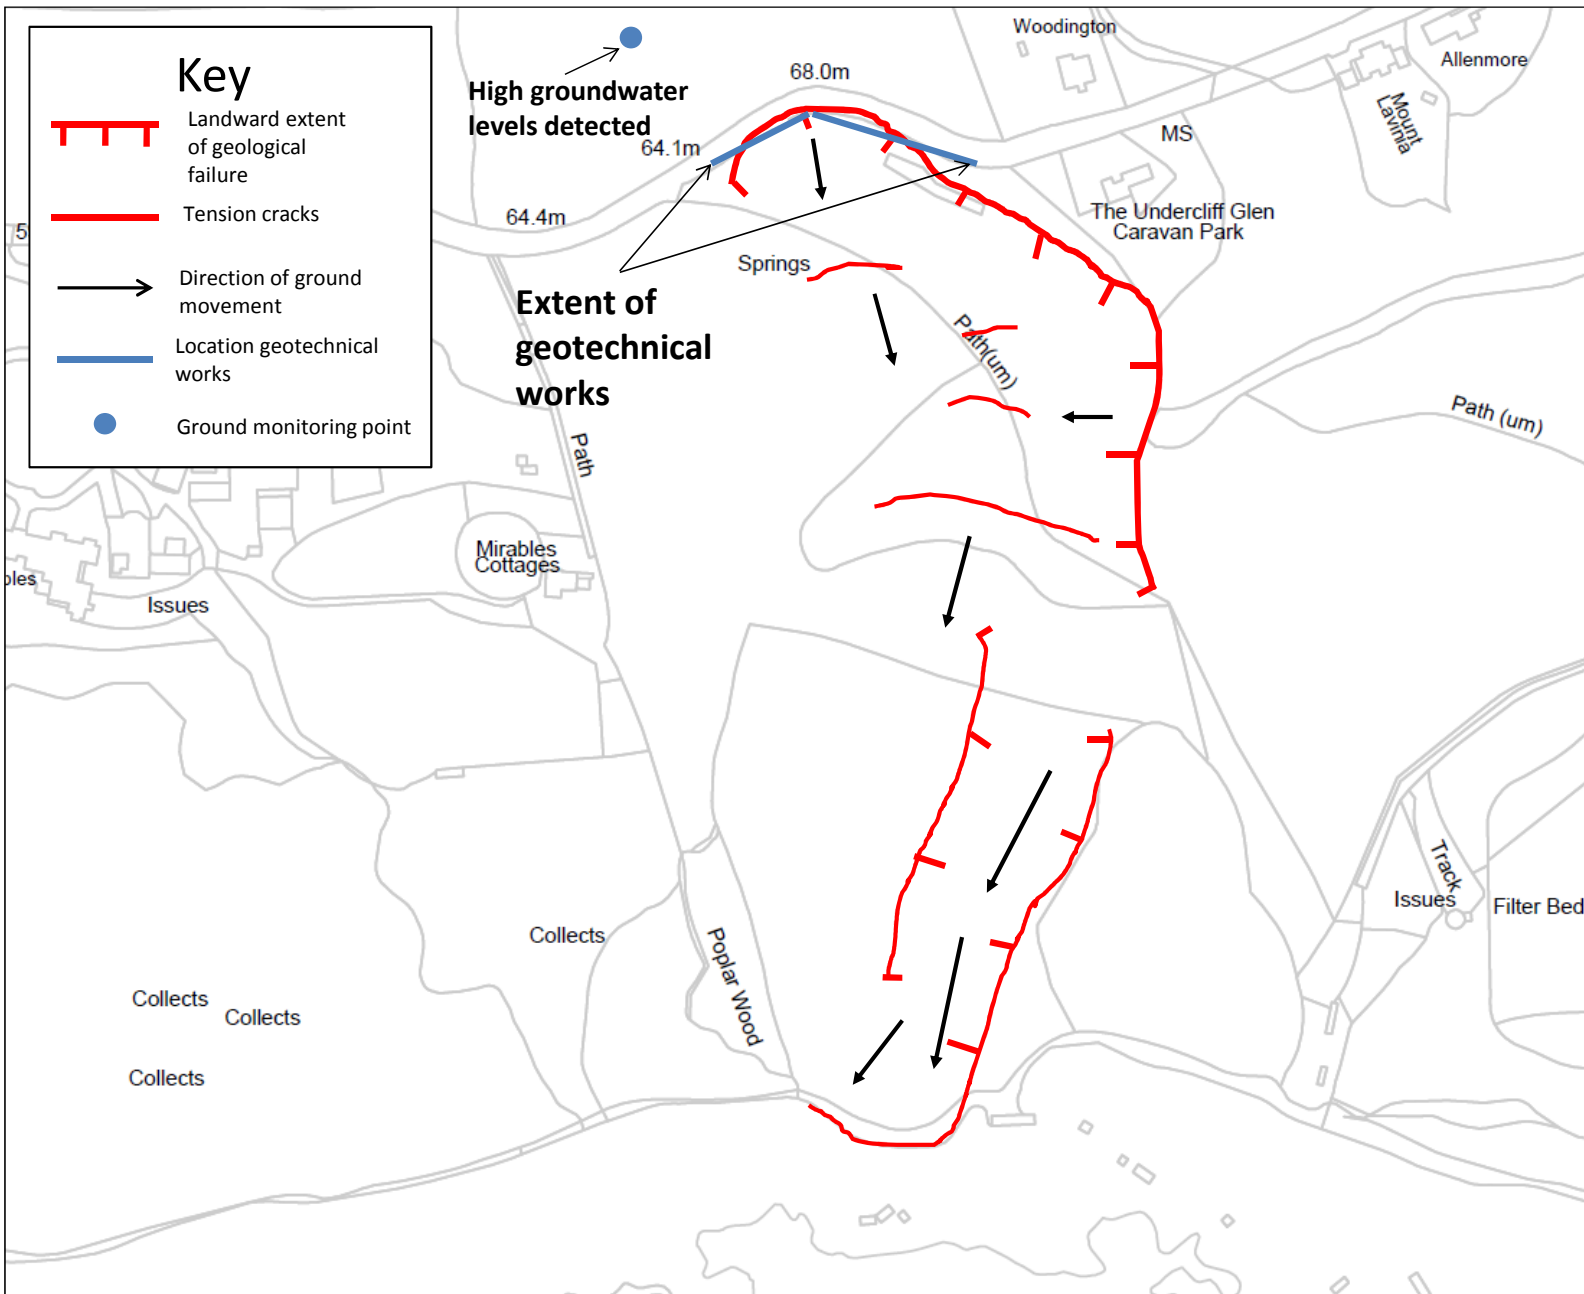 Key
Landward extent
of geological
failure
Tension cracks
Direction of ground
movement
Location geotechnical
works
Ground monitoring point
High groundwater
levels detected
68.0m
64.1m
64.4m
Woodington
Allenmore
Mount
Lavinia
MS
The Undercliff Glen
Caravan Park
Springs
Extent of
geotechnical
works
Path(um)
Path (um)
Path
Mirables
Cottages
Issues
Track
Issues
Filter Bed
Collects
Poplar Wood
Collects
Collects
Collects